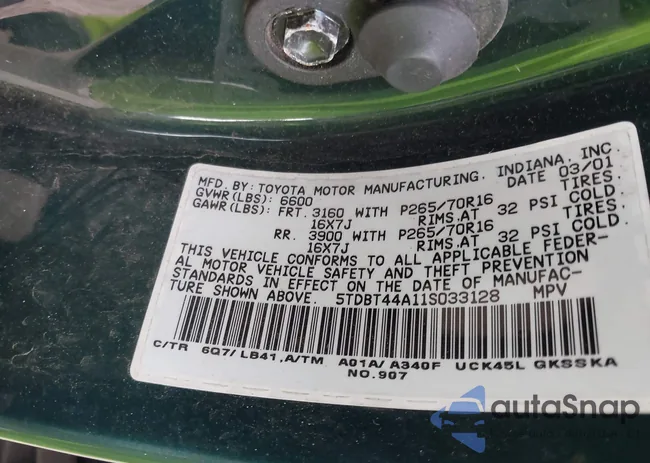 MFD. BY: TOYOTA MOTOR MANUFACTURING, INDIANA, INC.
GVWR(LBS): 6600 DATE 03/01
GAWR(LBS): FRT. 3160 WITH P265/70R16 TIRES.
16X7J RIMS.AT 32 PSI COLD.
RR. 3900 WITH P265/70R16 TIRES.
16X7J RIMS.AT 32 PSI COLD.
THIS VEHICLE CONFORMS TO ALL APPLICABLE FEDER-
AL MOTOR VEHICLE SAFETY AND THEFT PREVENTION
STANDARDS IN EFFECT ON THE DATE OF MANUFAC-
TURE SHOWN ABOVE. 5TDBT44A11S033128 MPV
C/TR 6Q7/ LB41,A/TM A01A/ A340F UCK45L GKSSKA
NO.907
autoSnap